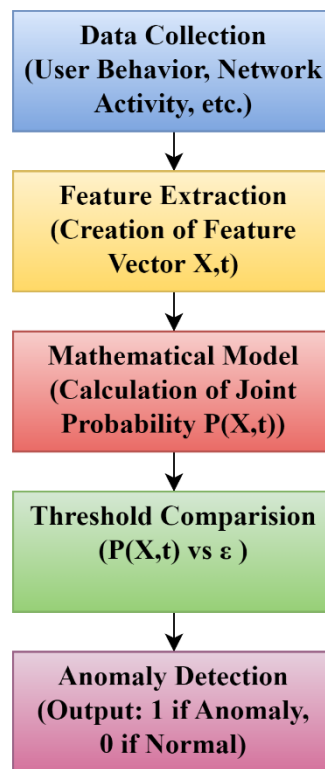 Data Collection
(User Behavior, Network
Activity, etc.)
Feature Extraction
(Creation of Feature
Vector X,t)
Mathematical Model
(Calculation of Joint
Probability P(X,t))
Threshold Comparision
(P(X,t) vs ε )
Anomaly Detection
(Output: 1 if Anomaly,
0 if Normal)